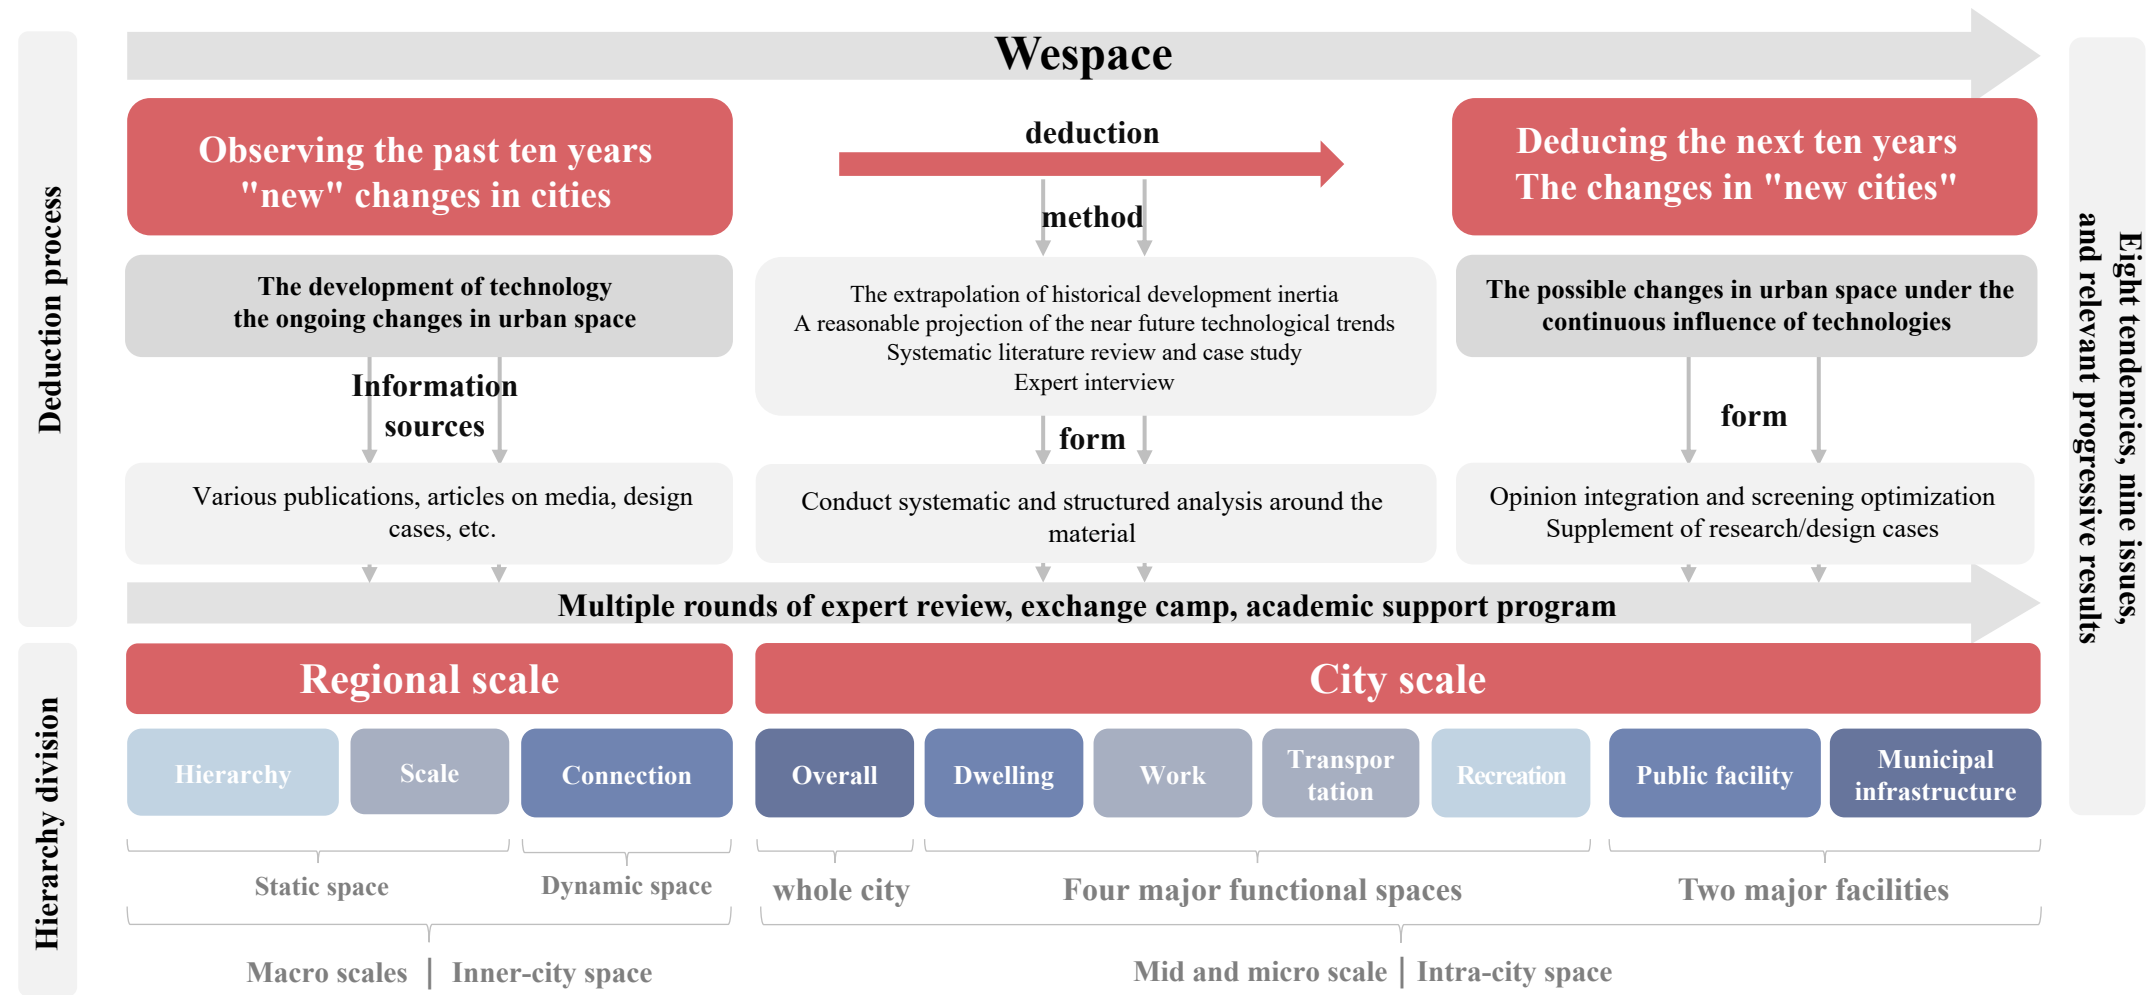 Wespace
Deduction process
Observing the past ten years
"new" changes in cities
deduction
method
Deducing the next ten years
The changes in "new cities"
The development of technology
the ongoing changes in urban space
Information
sources
The extrapolation of historical development inertia
A reasonable projection of the near future technological trends
Systematic literature review and case study
Expert interview
form
The possible changes in urban space under the
continuous influence of technologies
form
Various publications, articles on media, design
cases, etc.
Conduct systematic and structured analysis around the
material
Opinion integration and screening optimization
Supplement of research/design cases
Multiple rounds of expert review, exchange camp, academic support program
Eight tendencies, nine issues,
and relevant progressive results
Hierarchy division
Regional scale
City scale
Hierarchy
Scale
Connection
Overall
Dwelling
Work
Transpor
tation
Recreation
Public facility
Municipal
infrastructure
Static space
Dynamic space
whole city
Four major functional spaces
Two major facilities
Macro scales | Inner-city space
Mid and micro scale | Intra-city space